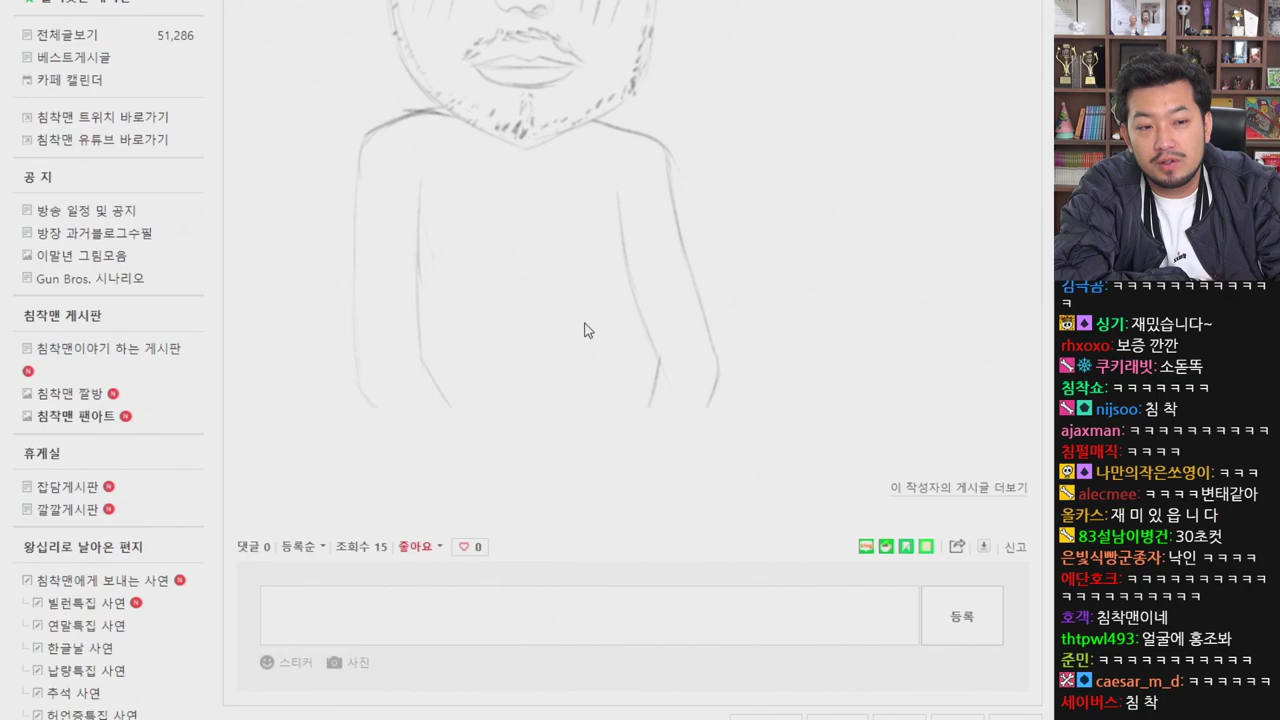 전체글보기 51,286
베스트게시글
카페 캘린더
침착맨 트위치 바로가기
침착맨 유튜브 바로가기
공 지
방송 일정 및 공지
방장 과거블로그수필
이말년 그림모음
Gun Bros. 시나리오
침착맨 게시판
침착맨이야기 하는 게시판
N
침착맨 짤방 N
침착맨 팬아트 N
휴게실
잡담게시판 N
깔깔게시판 N
왕십리로 날아온 편지
침착맨에게 보내는 사연 N
빌런특집 사연 N
연말특집 사연
한글날 사연
납량특집 사연
추석 사연
허언증특집 사연
이 작성자의 게시글 더보기
댓글 0 등록순 조회수 15 좋아요 0
신고
등록
스티커 사진
김극곰: ㅋㅋㅋㅋㅋㅋㅋㅋㅋㅋㅋ
ㅋ
싱기: 재밌습니다~
rhxoxo: 보증 깐깐
쿠키래빗: 소돋똑
침착쇼: ㅋㅋㅋㅋㅋㅋㅋ
nijsoo: 침 착
ajaxman: ㅋㅋㅋㅋㅋㅋㅋㅋㅋㅋ
침펄매직: ㅋㅋㅋㅋ
나만의작은쏘영이: ㅋㅋㅋ
alecmee: ㅋㅋㅋㅋ변태같아
올카스: 재 미 있 읍 니 다
83설남이병건: 30초컷
은빛식빵군종자: 낙인 ㅋㅋㅋㅋ
에단호크: ㅋㅋㅋㅋㅋㅋㅋㅋㅋㅋ
ㅋㅋㅋㅋㅋㅋㅋㅋㅋㅋ
호객: 침착맨이네
thtpwl493: 얼굴에 홍조봐
준민: ㅋㅋㅋㅋㅋㅋㅋㅋㅋㅋㅋ
caesar_m_d: ㅋㅋㅋㅋㅋㅋ
세이버스: 침 착